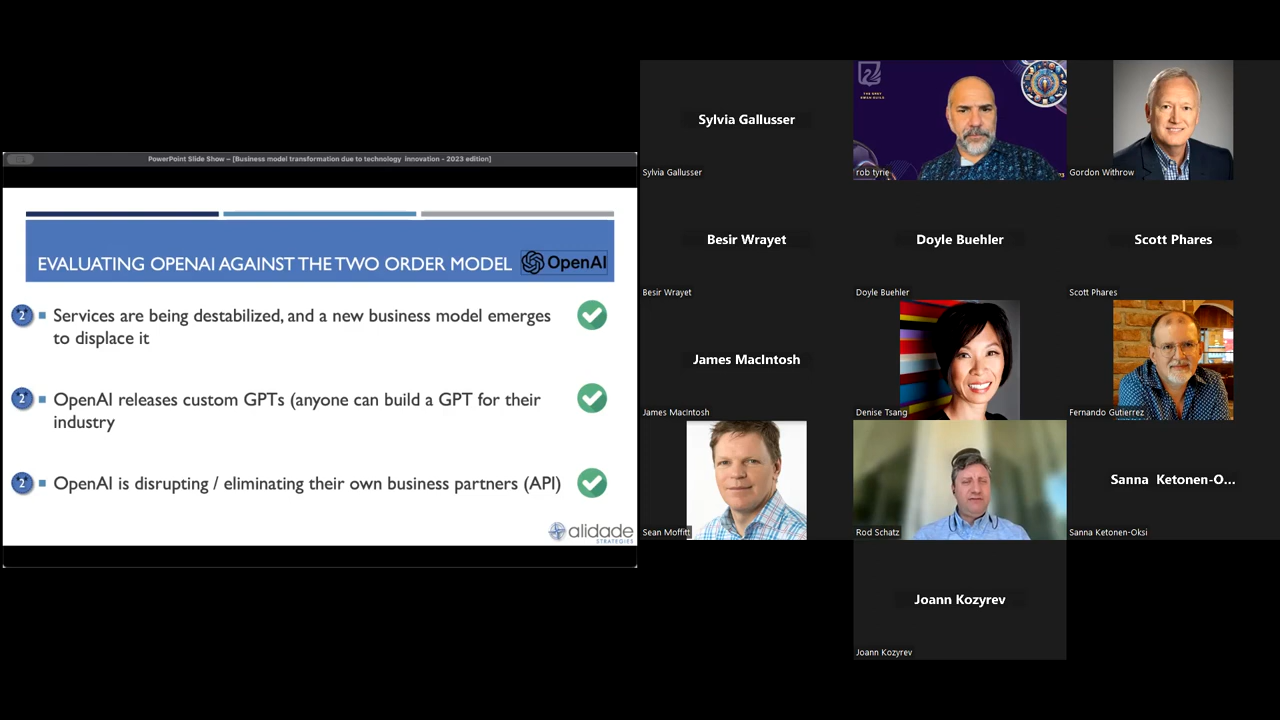 PowerPoint Slide Show – [Business model transformation due to technology innovation - 2023 edition]
EVALUATING OPENAI AGAINST THE TWO ORDER MODEL
OpenAI
2
Services are being destabilized, and a new business model emerges
to displace it
2
OpenAI releases custom GPTs (anyone can build a GPT for their
industry
2
OpenAI is disrupting / eliminating their own business partners (API)
alidade
STRATEGIES
Sylvia Gallusser
Sylvia Gallusser
THE GREY
SWAN GUILD
rob tyrie
Gordon Withrow
Besir Wrayet
Besir Wrayet
Doyle Buehler
Doyle Buehler
Scott Phares
Scott Phares
James MacIntosh
James MacIntosh
Denise Tsang
Fernando Gutierrez
Sean Moffitt
Rod Schatz
Sanna Ketonen-O...
Sanna Ketonen-Oksi
Joann Kozyrev
Joann Kozyrev